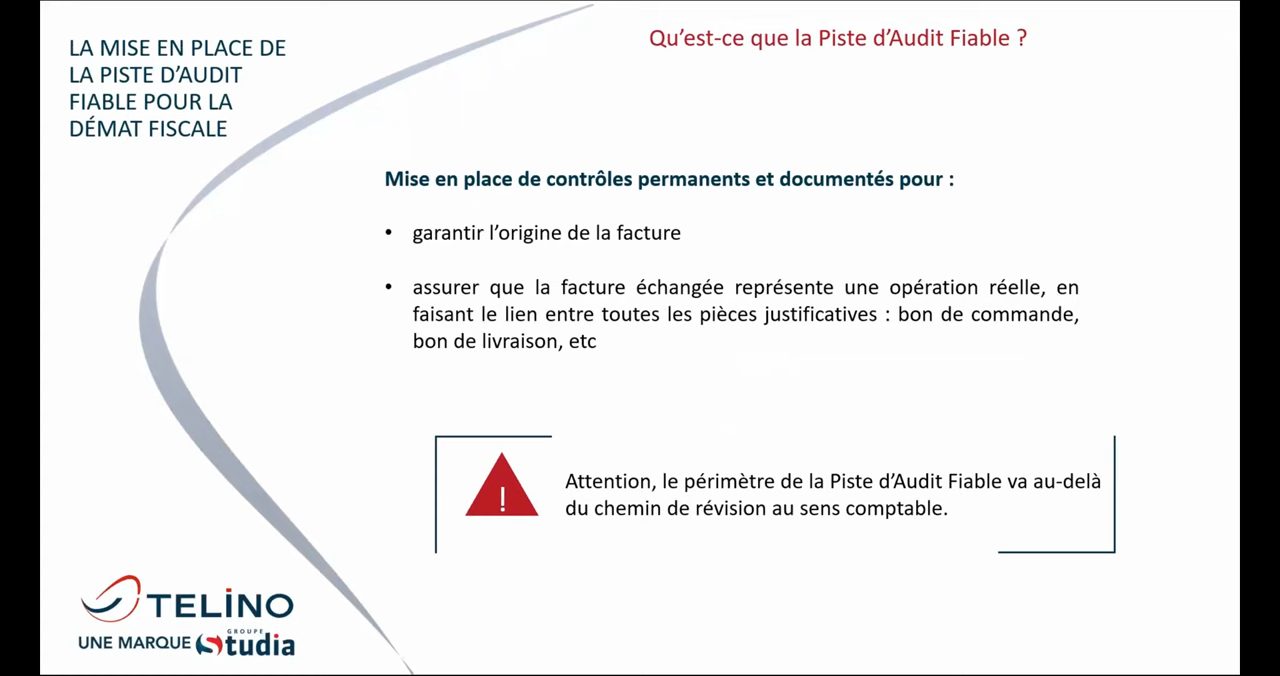 LA MISE EN PLACE DE
LA PISTE D’AUDIT
FIABLE POUR LA
DÉMAT FISCALE
Qu’est-ce que la Piste d’Audit Fiable ?
Mise en place de contrôles permanents et documentés pour :
• garantir l’origine de la facture
• assurer que la facture échangée représente une opération réelle, en
faisant le lien entre toutes les pièces justificatives : bon de commande,
bon de livraison, etc
!
Attention, le périmètre de la Piste d’Audit Fiable va au-delà
du chemin de révision au sens comptable.
TELINO
UNE MARQUE GROUPE Studia